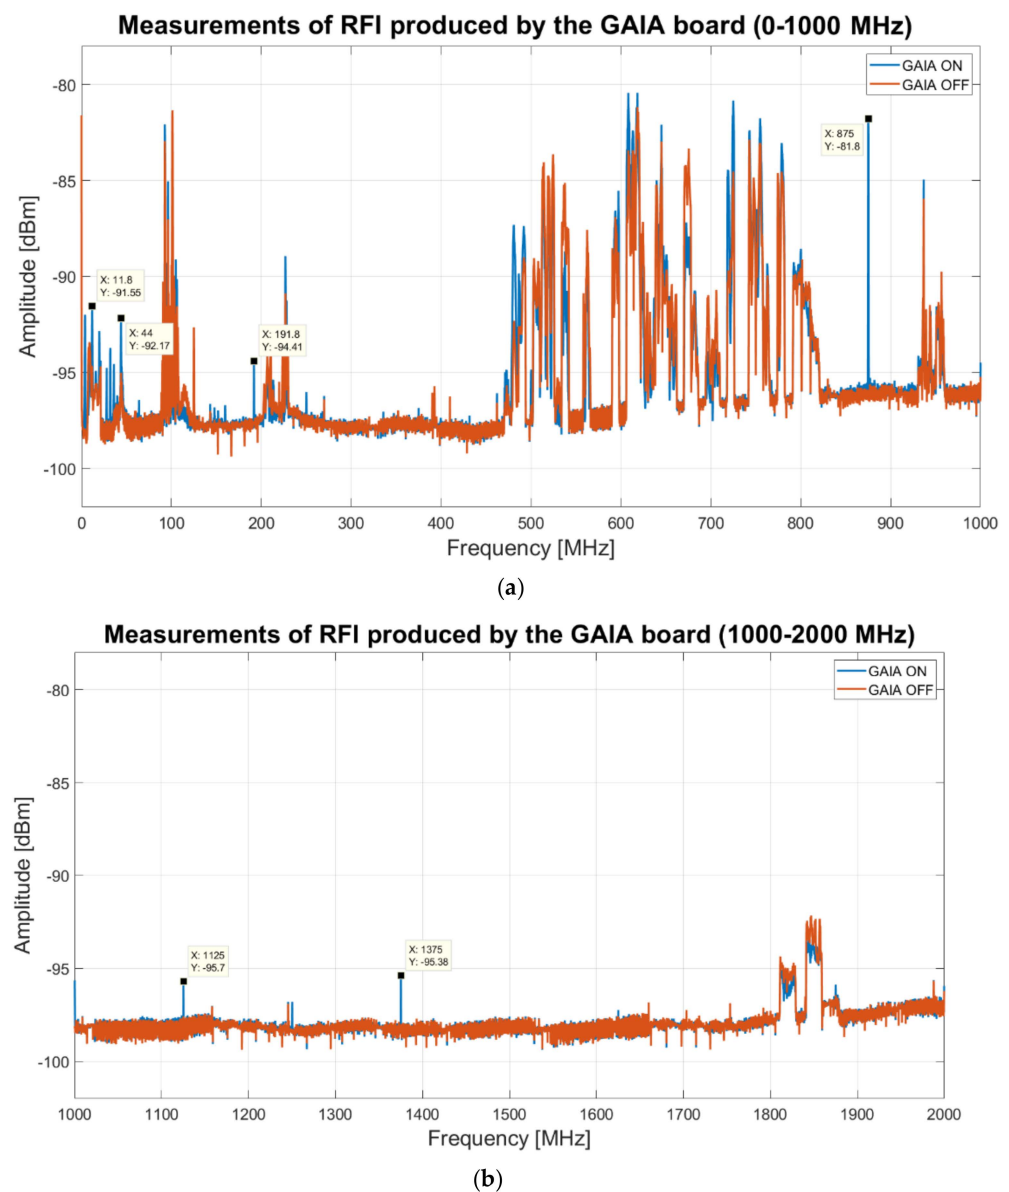 Measurements of RFI produced by the GAIA board (0-1000 MHz)
Amplitude [dBm]
-80
-85
-90
-95
-100
GAIA ON
GAIA OFF
X: 875
Y: -81.8
X: 11.8
Y: -91.55
X: 44
Y: -92.17
X: 191.8
Y: -94.41
0 100 200 300 400 500 600 700 800 900 1000
Frequency [MHz]
(a)
Measurements of RFI produced by the GAIA board (1000-2000 MHz)
Amplitude [dBm]
-80
-85
-90
-95
-100
GAIA ON
GAIA OFF
X: 1125
Y: -95.7
X: 1375
Y: -95.38
1000 1100 1200 1300 1400 1500 1600 1700 1800 1900 2000
Frequency [MHz]
(b)